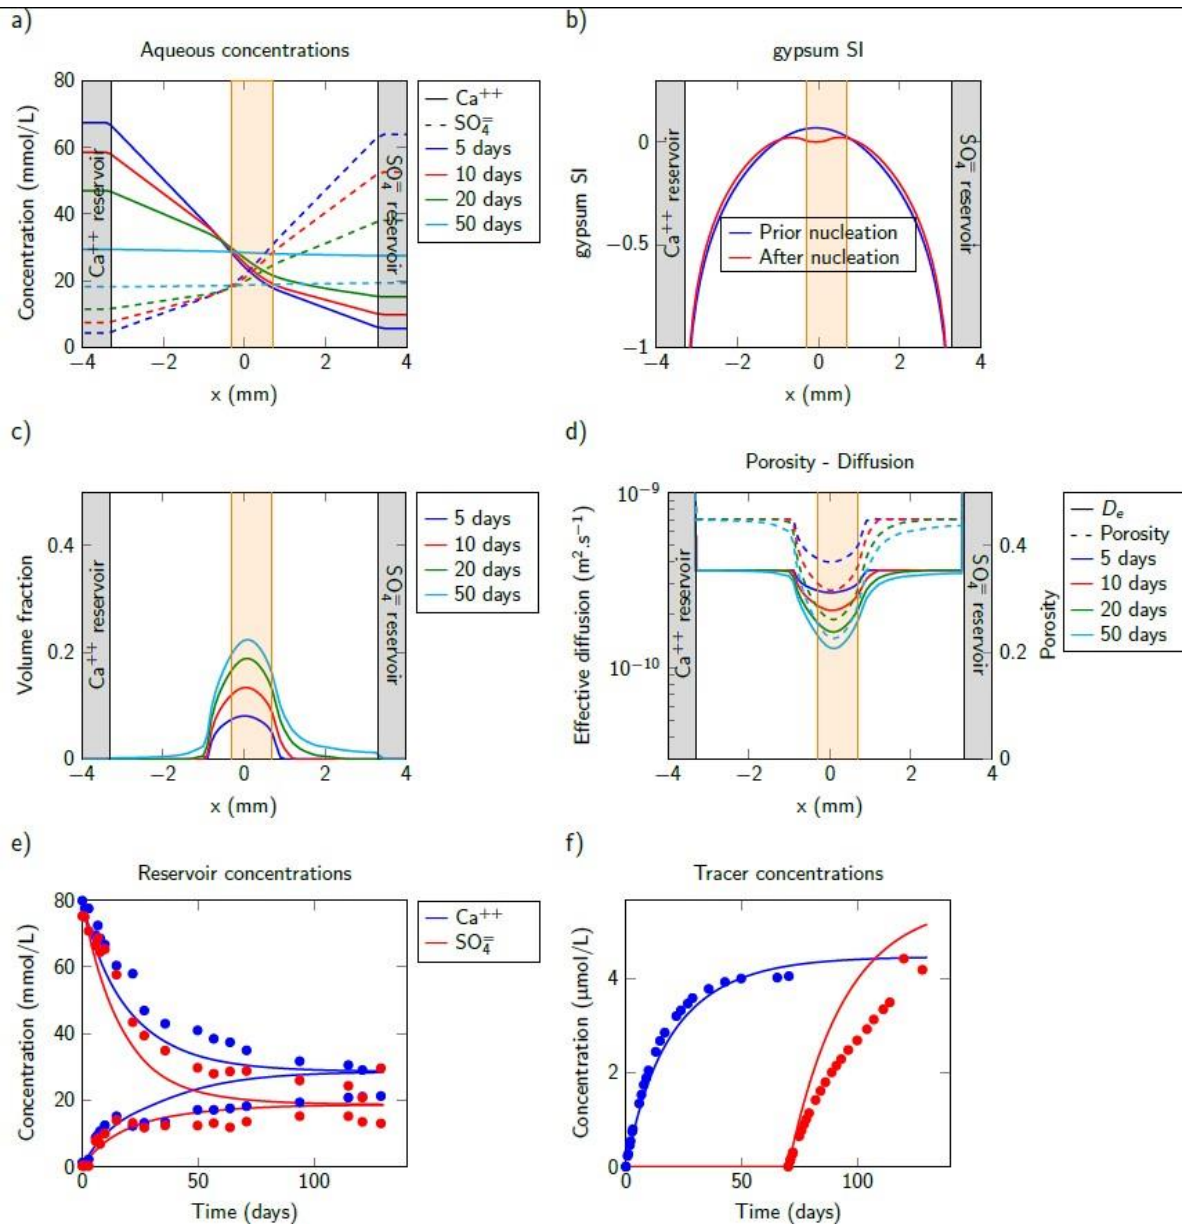 a)
Aqueous concentrations
80
60
40
20
0
Concentration (mmol/L)
Ca++ reservoir
SO4= reservoir
−4
−2
0
2
4
x (mm)
Ca++
SO4=
5 days
10 days
20 days
50 days
b)
gypsum SI
0
−0.5
−1
gypsum SI
Ca++ reservoir
SO4= reservoir
Prior nucleation
After nucleation
−4
−2
0
2
4
x (mm)
c)
0.4
0.2
0
Volume fraction
Ca++ reservoir
SO4= reservoir
−4
−2
0
2
4
x (mm)
5 days
10 days
20 days
50 days
d)
Porosity - Diffusion
10−9
10−10
Effective diffusion (m2.s−1)
Ca++ reservoir
SO4= reservoir
0.4
0.2
0
Porosity
−4
−2
0
2
4
x (mm)
De
Porosity
5 days
10 days
20 days
50 days
e)
Reservoir concentrations
80
60
40
20
0
Concentration (mmol/L)
0
50
100
Time (days)
Ca++
SO4=
f)
Tracer concentrations
4
2
0
Concentration (µmol/L)
0
50
100
Time (days)